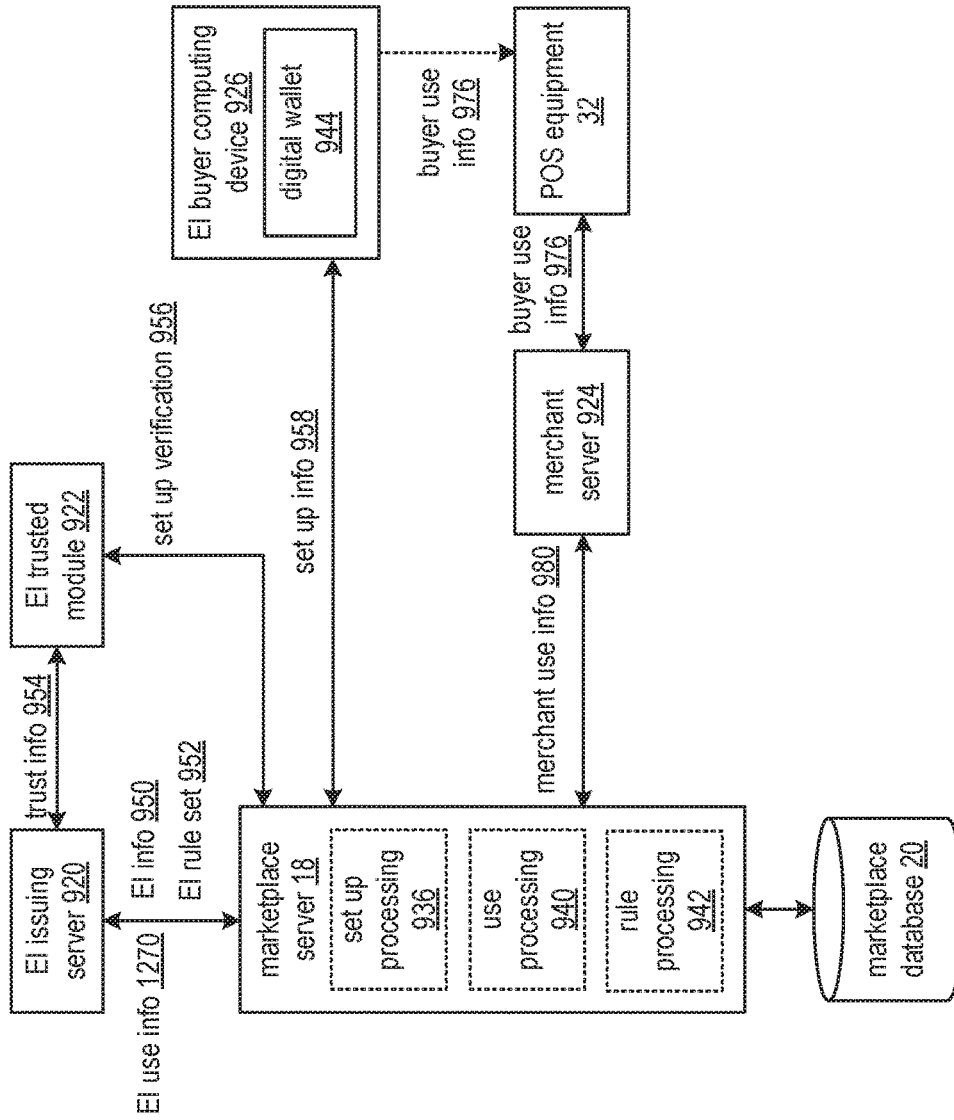 EI issuing
server 920
trust info 954
EI trusted
module 922
EI use info 1270
EI info 950
EI rule set 952
set up verification 956
marketplace
server 18
set up
processing
936
use
processing
940
rule
processing
942
marketplace
database 20
set up info 958
EI buyer computing
device 926
digital wallet
944
buyer use
info 976
merchant use info 980
merchant
server 924
buyer use
info 976
POS equipment
32